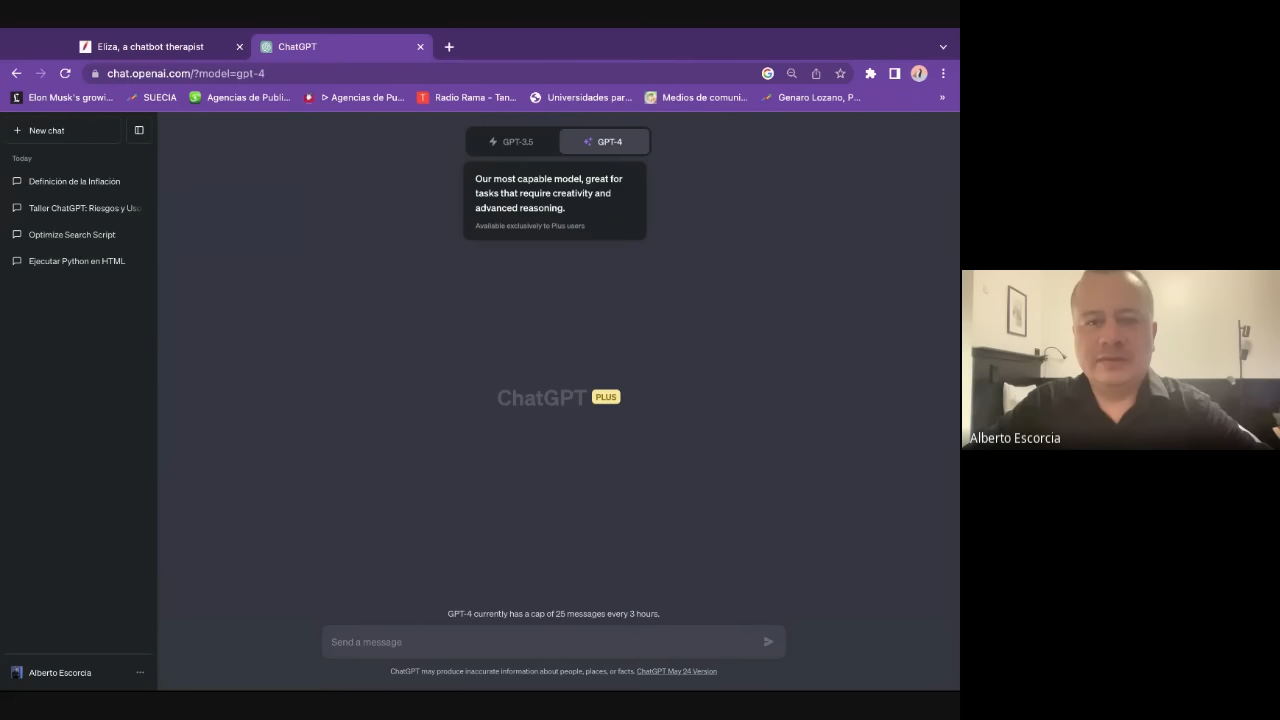 Eliza, a chatbot therapist
ChatGPT
chat.openai.com/?model=gpt-4
Elon Musk's growi...
SUECIA
Agencias de Publi...
ᐅ Agencias de Pu...
Radio Rama - Tan...
Universidades par...
Medios de comuni...
Genaro Lozano, P...
»
New chat
Today
Definición de la Inflación
Taller ChatGPT: Riesgos y Uso
Optimize Search Script
Ejecutar Python en HTML
GPT-3.5
GPT-4
Our most capable model, great for
tasks that require creativity and
advanced reasoning.
Available exclusively to Plus users
ChatGPT PLUS
GPT-4 currently has a cap of 25 messages every 3 hours.
Send a message
ChatGPT may produce inaccurate information about people, places, or facts. ChatGPT May 24 Version
Alberto Escorcia
Alberto Escorcia